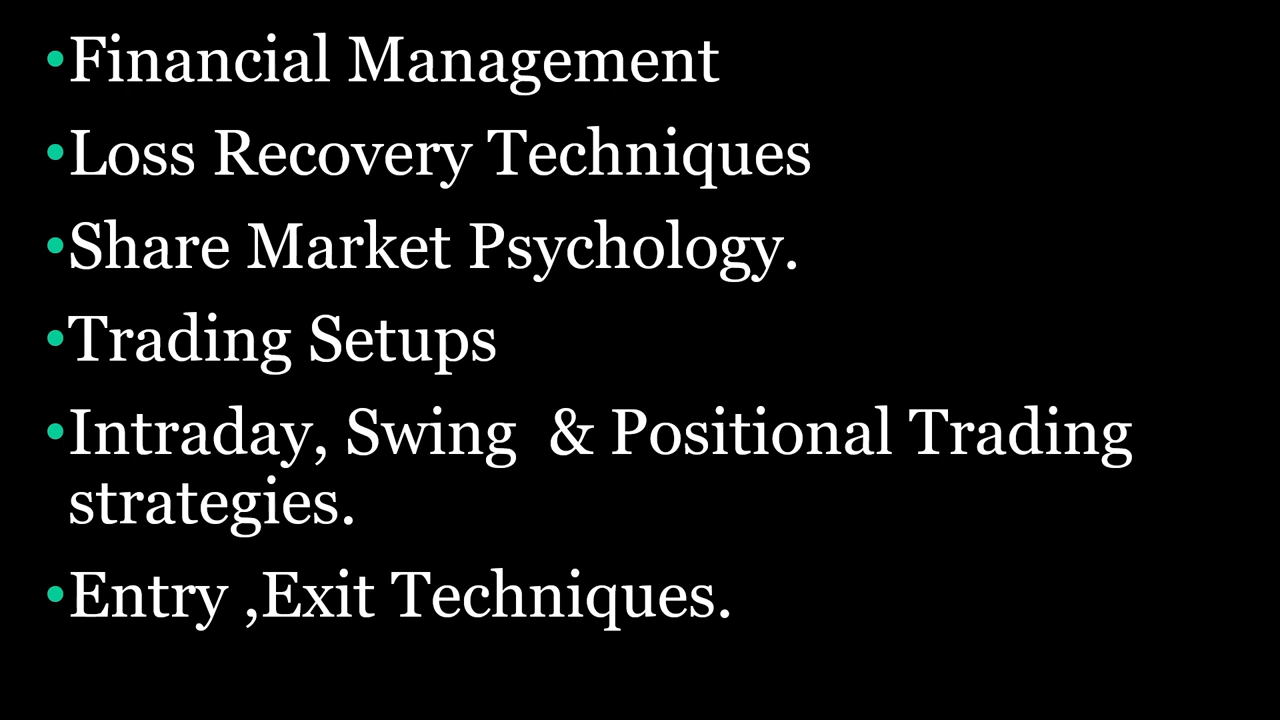 •Financial Management
•Loss Recovery Techniques
•Share Market Psychology.
•Trading Setups
•Intraday, Swing  & Positional Trading
strategies.
•Entry ,Exit Techniques.